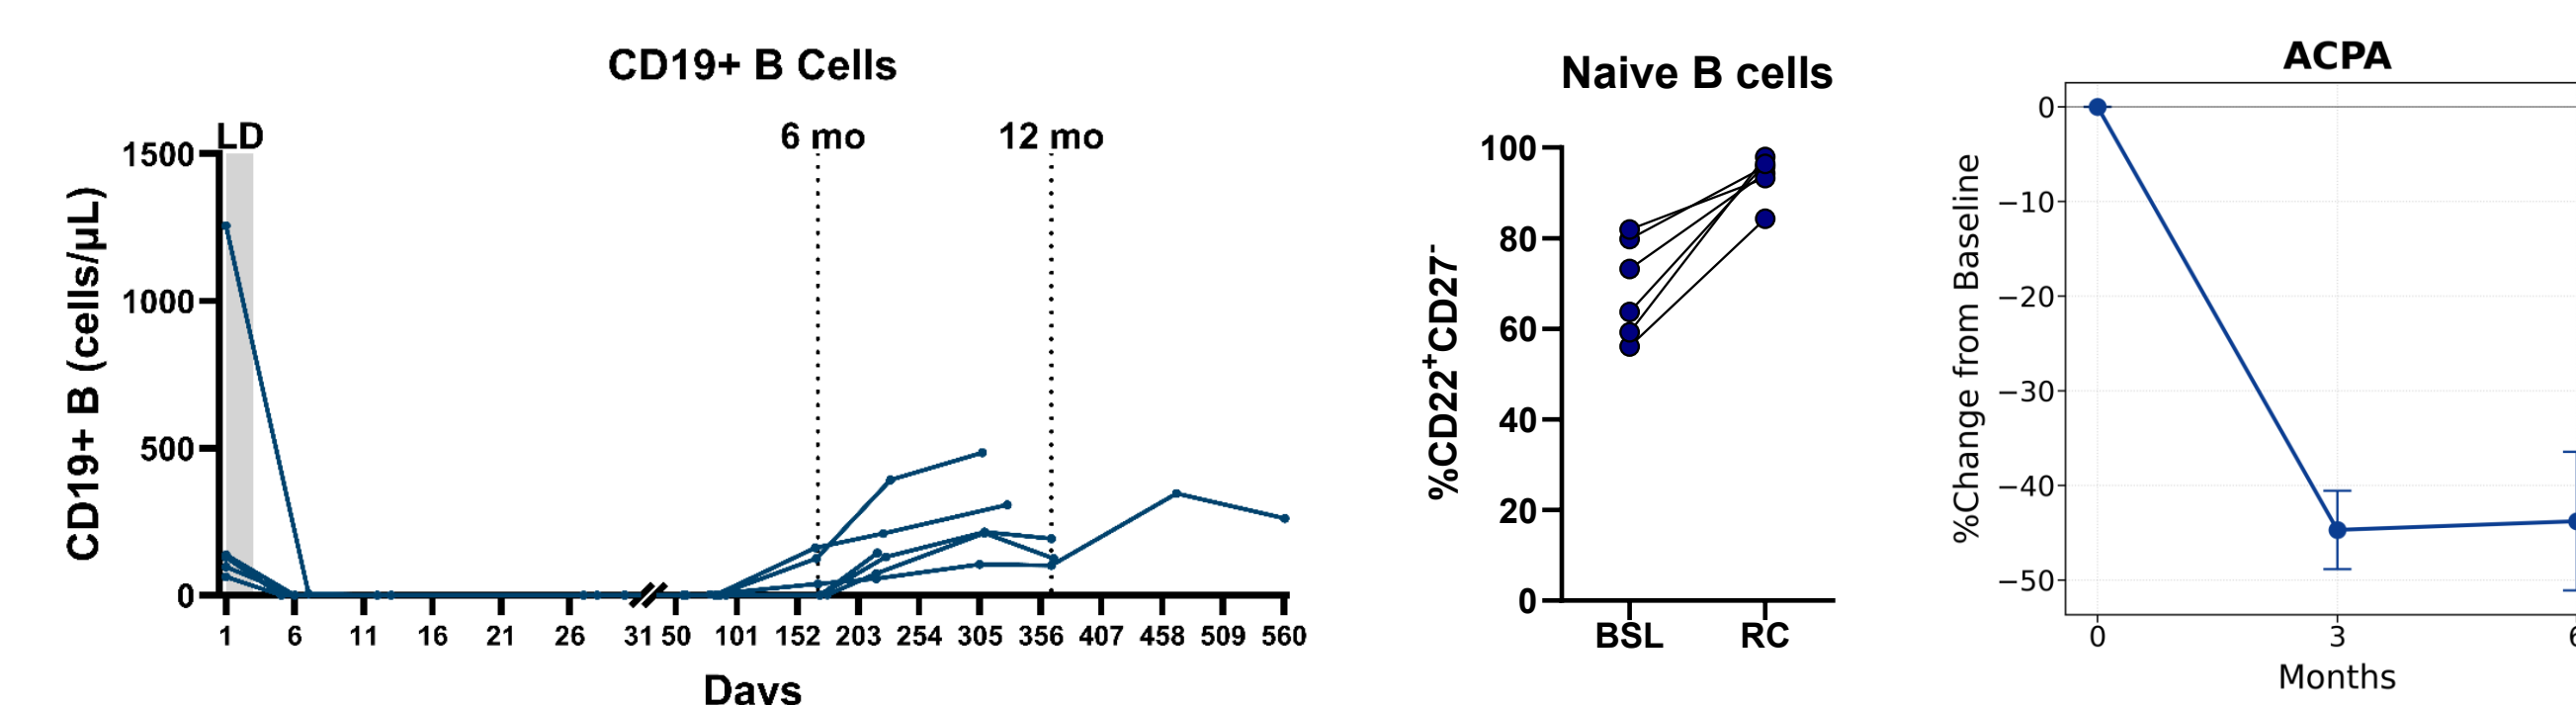 CD19+ B Cells
LD
6 mo
12 mo
1500
1000
500
0
CD19+ B (cells/μL)
1 6 11 16 21 26 31 50 101 152 203 254 305 356 407 458 509 560
Days
Naive B cells
100
80
60
40
20
0
%CD22⁺CD27⁻
BSL RC
ACPA
0
−10
−20
−30
−40
−50
%Change from Baseline
0 3 6
Months